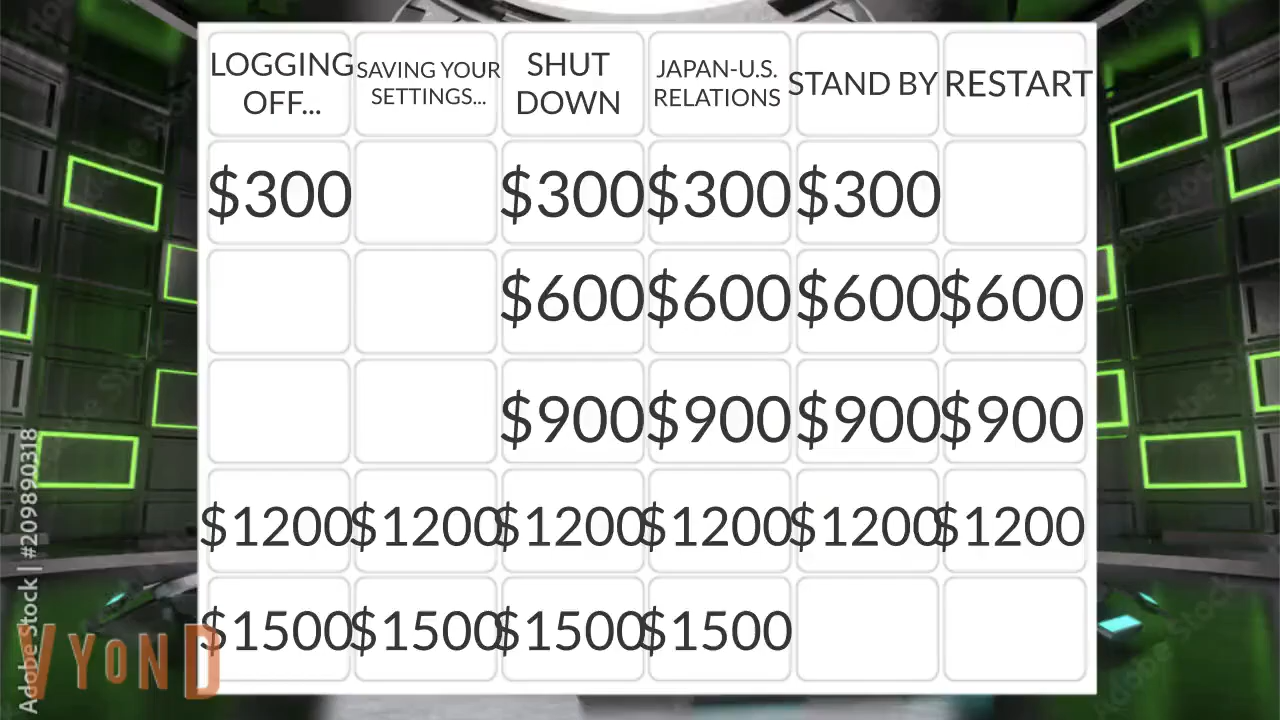 LOGGING
OFF...
SAVING YOUR
SETTINGS...
SHUT
DOWN
JAPAN-U.S.
RELATIONS
STAND BY
RESTART
$300 $300 $300 $300
$600 $600 $600 $600
$900 $900 $900 $900
$1200 $1200 $1200 $1200 $1200 $1200
$1500 $1500 $1500 $1500
VYOND
Adobe Stock | #209890318